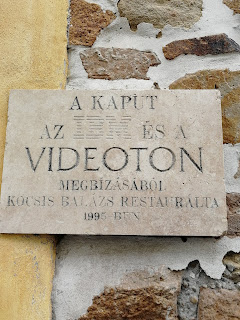 A KAPUT
AZ IBM ÉS A
VIDEOTON
MEGBÍZÁSÁBÓL
KOCSIS BALÁZS RESTAURÁLTA
1995-BEN